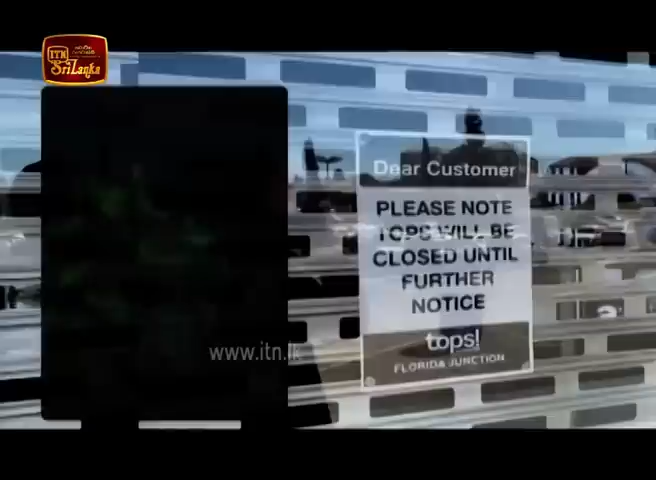 ITN
Sri Lanka
Dear Customer
PLEASE NOTE
TOPS WILL BE
CLOSED UNTIL
FURTHER
NOTICE
tops!
FLORIDA JUNCTION
www.itn.lk